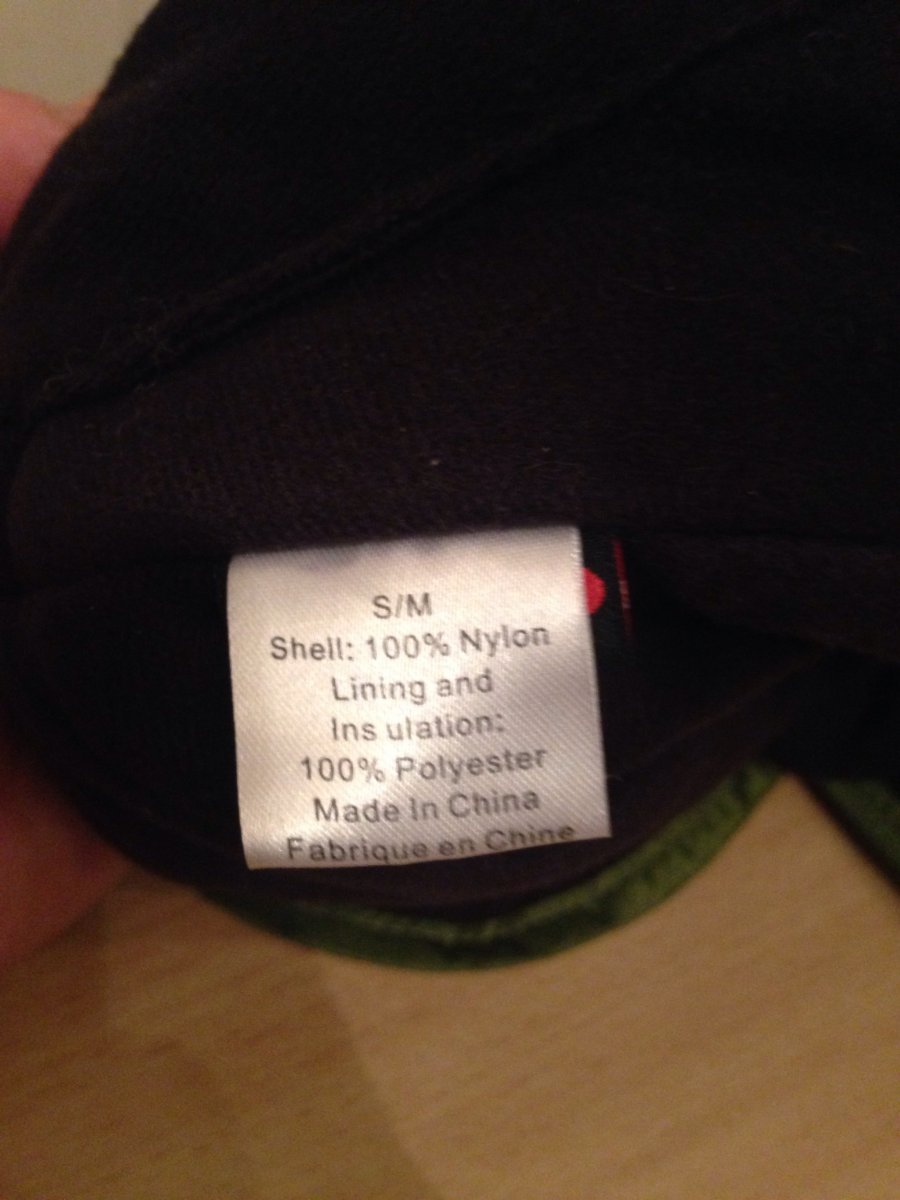 S/M
Shell: 100% Nylon
Lining and
Ins ulation:
100% Polyester
Made In China
Fabrique en Chine